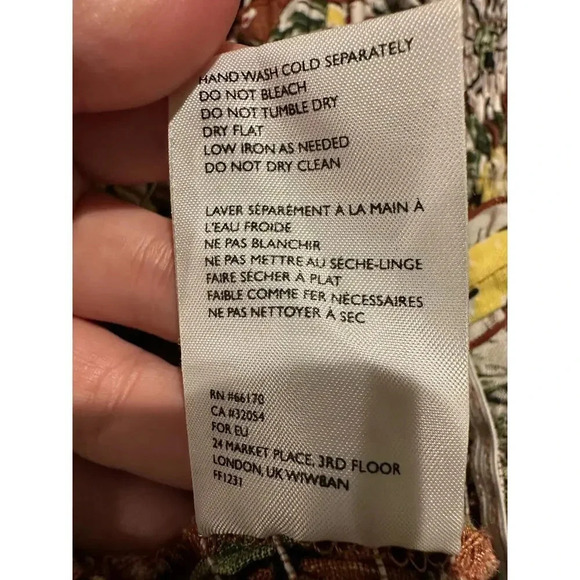 HAND WASH COLD SEPARATELY
DO NOT BLEACH
DO NOT TUMBLE DRY
DRY FLAT
LOW IRON AS NEEDED
DO NOT DRY CLEAN
LAVER SÉPARÉMENT À LA MAIN À
L'EAU FROIDE
NE PAS BLANCHIR
NE PAS METTRE AU SÈCHE-LINGE
FAIRE SÉCHER À PLAT
FAIBLE COMME FER NÉCESSAIRES
NE PAS NETTOYER À SEC
RN #66170
CA #32054
FOR EU
24 MARKET PLACE, 3RD FLOOR
LONDON, UK WIWBAN
FF1231